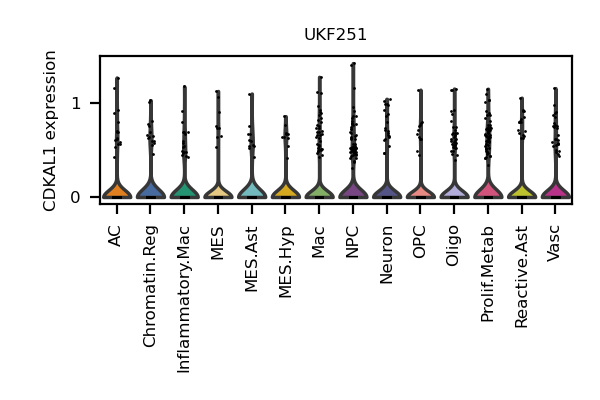 UKF251
CDKAL1 expression
1
0
AC
Chromatin.Reg
Inflammatory.Mac
MES
MES.Ast
MES.Hyp
Mac
NPC
Neuron
OPC
Oligo
Prolif.Metab
Reactive.Ast
Vasc